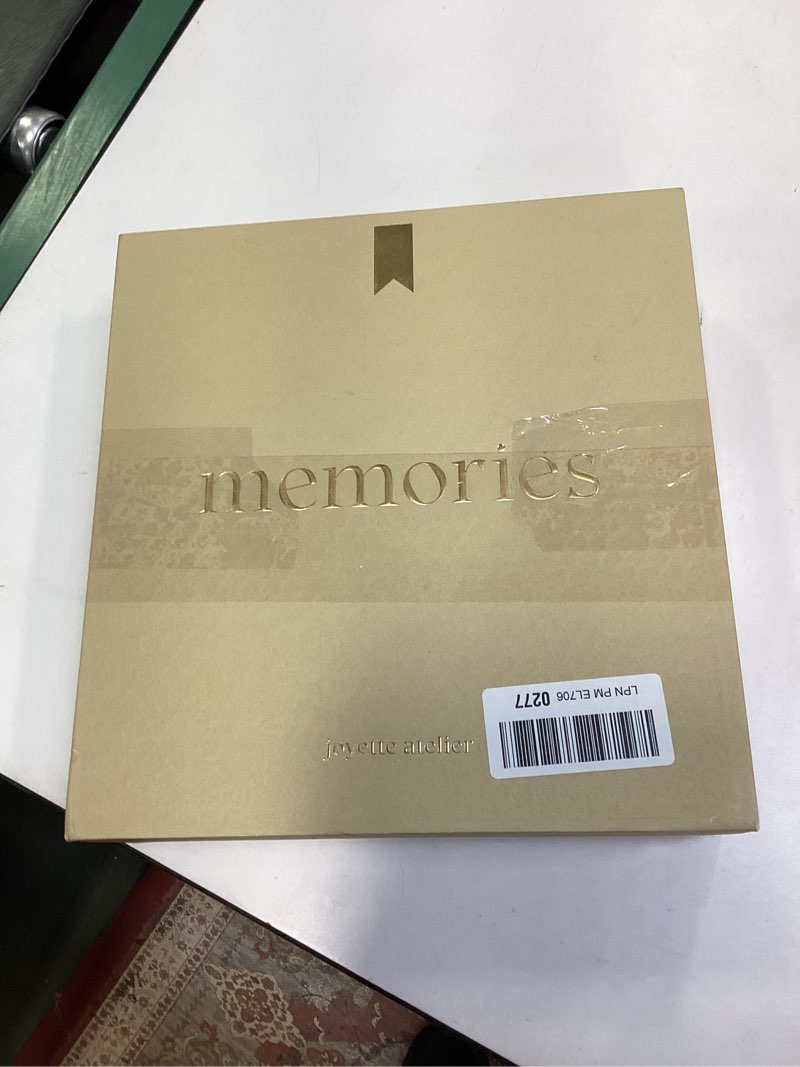 memories
joyette atelier
LPN PM EL706 0277